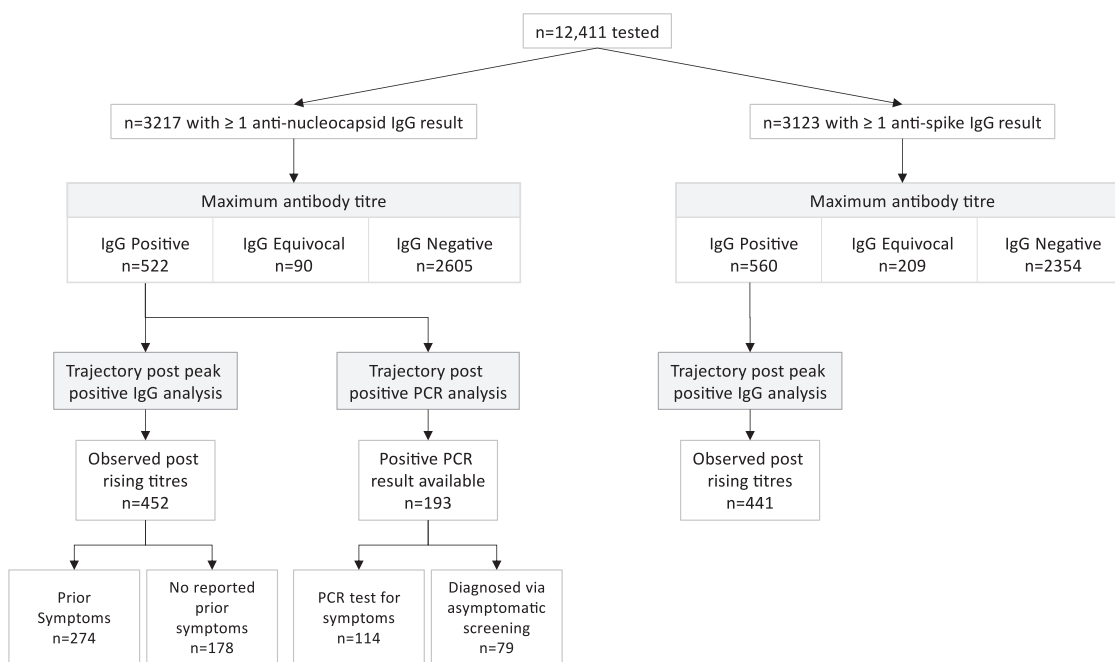 n=12,411 tested
n=3217 with ≥ 1 anti-nucleocapsid IgG result
n=3123 with ≥ 1 anti-spike IgG result
Maximum antibody titre
IgG Positive
n=522
IgG Equivocal
n=90
IgG Negative
n=2605
Maximum antibody titre
IgG Positive
n=560
IgG Equivocal
n=209
IgG Negative
n=2354
Trajectory post peak
positive IgG analysis
Trajectory post
positive PCR analysis
Trajectory post peak
positive IgG analysis
Observed post
rising titres
n=452
Positive PCR
result available
n=193
Observed post
rising titres
n=441
Prior
Symptoms
n=274
No reported
prior
symptoms
n=178
PCR test for
symptoms
n=114
Diagnosed via
asymptomatic
screening
n=79